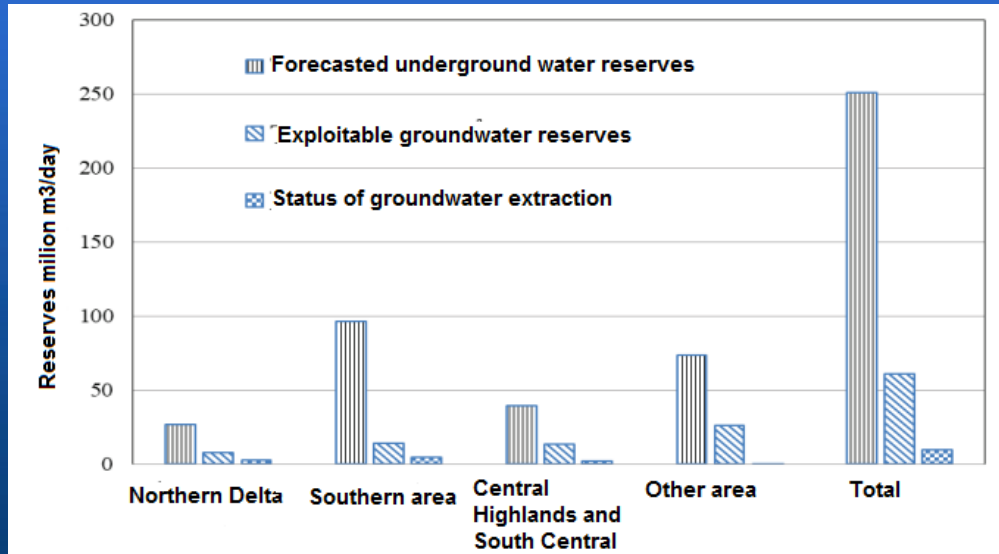 300
250
200
150
100
50
0
Reserves milion m3/day
Forecasted underground water reserves
Exploitable groundwater reserves
Status of groundwater extraction
Northern Delta
Southern area
Central
Highlands and
South Central
Other area
Total